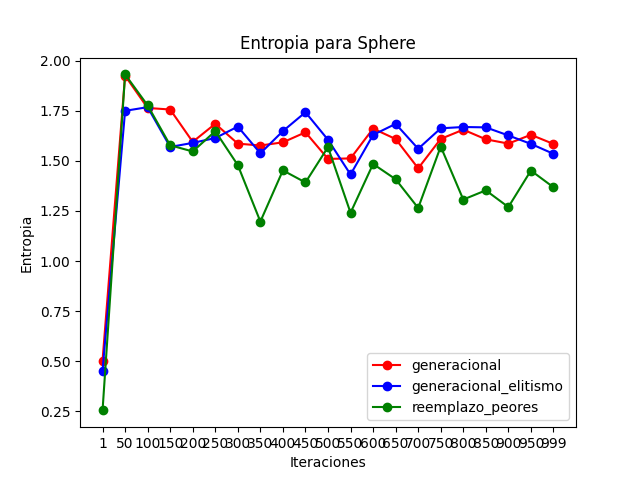 Entropia para Sphere
2.00
1.75
1.50
1.25
1.00
0.75
0.50
0.25
Entropia
generacional
generacional_elitismo
reemplazo_peores
1 50 100 150 200 250 300 350 400 450 500 550 600 650 700 750 800 850 900 950 999
Iteraciones